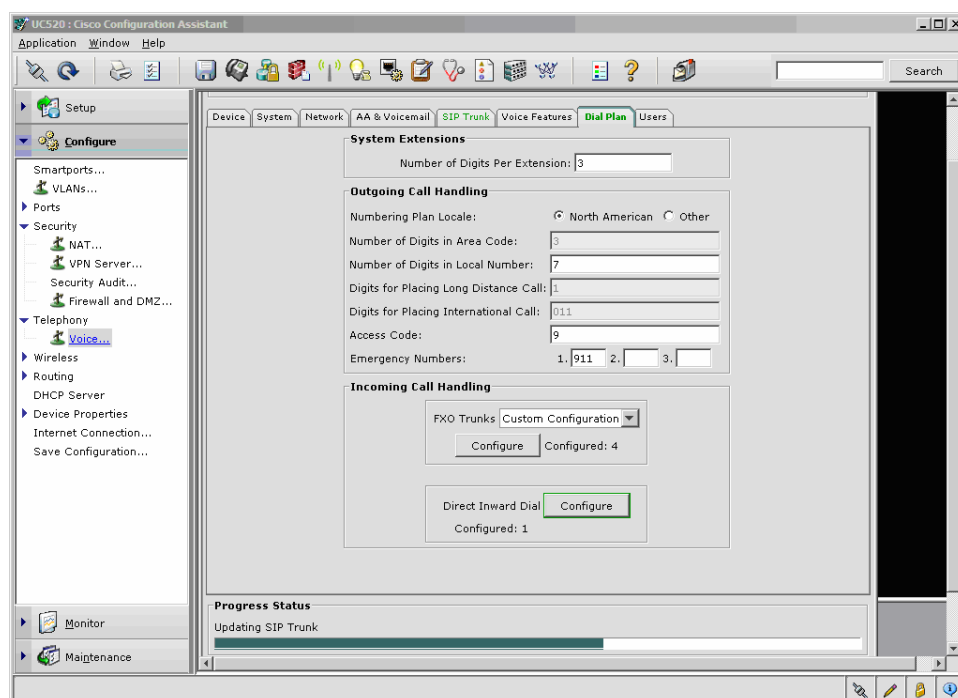 UC520 : Cisco Configuration Assistant
Application Window Help
Search
Setup
Configure
Smartports...
VLANs...
Ports
Security
NAT...
VPN Server...
Security Audit...
Firewall and DMZ...
Telephony
Voice...
Wireless
Routing
DHCP Server
Device Properties
Internet Connection...
Save Configuration...
Monitor
Maintenance
Device System Network AA & Voicemail SIP Trunk Voice Features Dial Plan Users
System Extensions
Number of Digits Per Extension: 3
Outgoing Call Handling
Numbering Plan Locale: North American Other
Number of Digits in Area Code: 3
Number of Digits in Local Number: 7
Digits for Placing Long Distance Call: 1
Digits for Placing International Call: 011
Access Code: 9
Emergency Numbers: 1. 911 2. 3.
Incoming Call Handling
FXO Trunks Custom Configuration
Configure Configured: 4
Direct Inward Dial Configure
Configured: 1
Progress Status
Updating SIP Trunk